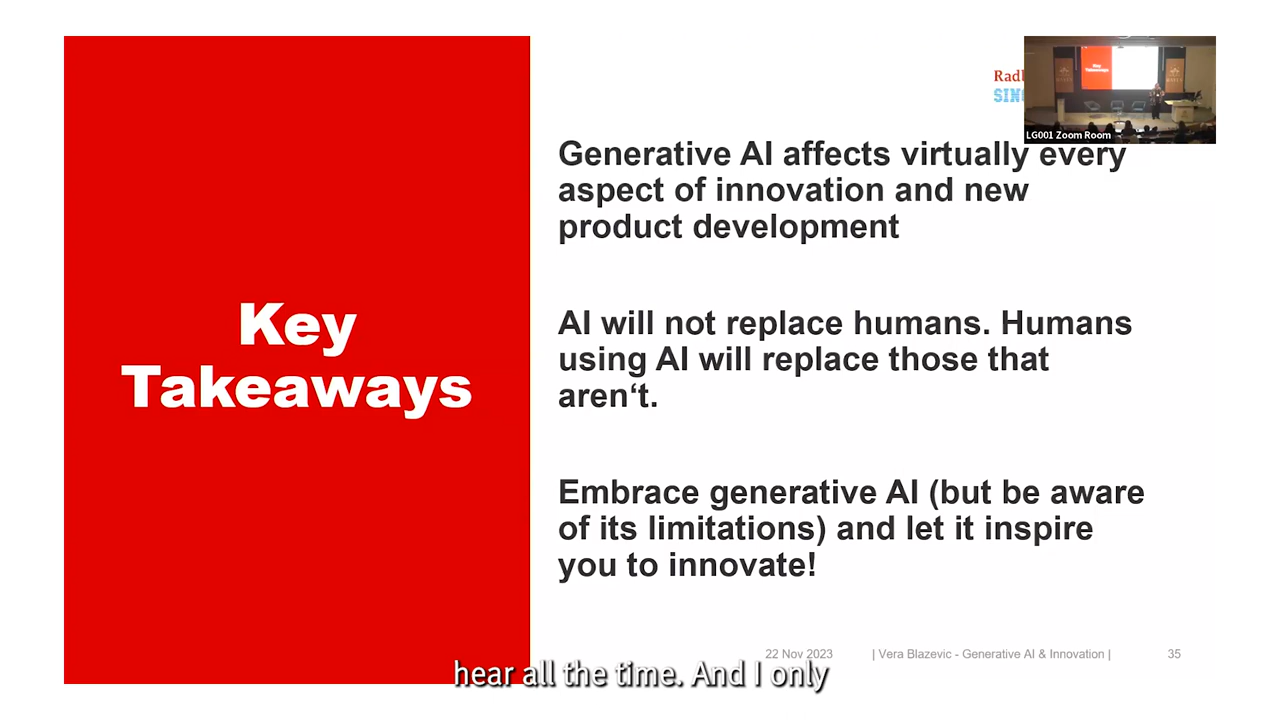 Key
Takeaways
Generative AI affects virtually every
aspect of innovation and new
product development
AI will not replace humans. Humans
using AI will replace those that
aren‘t.
Embrace generative AI (but be aware
of its limitations) and let it inspire
you to innovate!
LG001 Zoom Room
22 Nov 2023 | Vera Blazevic - Generative AI & Innovation | 35
hear all the time. And I only